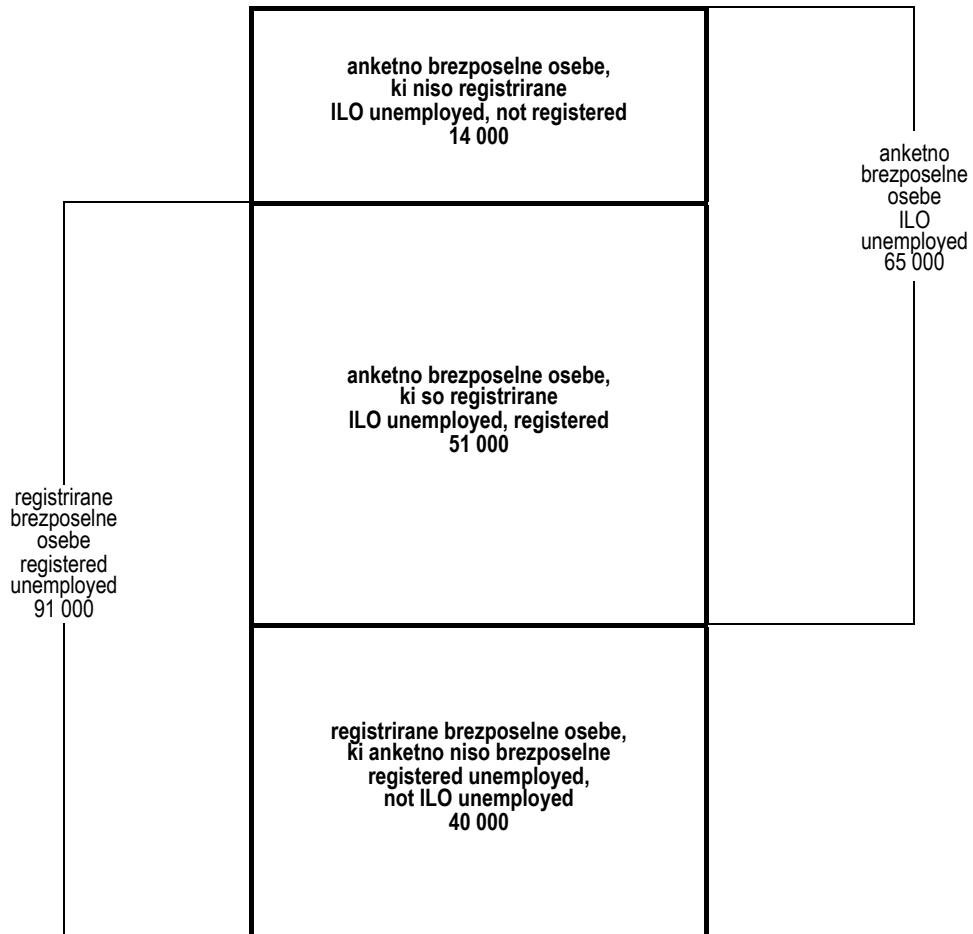 anketno brezposelne osebe,
ki niso registrirane
ILO unemployed, not registered
14 000
anketno
brezposelne
osebe
ILO
unemployed
65 000
anketno brezposelne osebe,
ki so registrirane
ILO unemployed, registered
51 000
registrirane
brezposelne
osebe
registered
unemployed
91 000
registrirane brezposelne osebe,
ki anketno niso brezposelne
registered unemployed,
not ILO unemployed
40 000